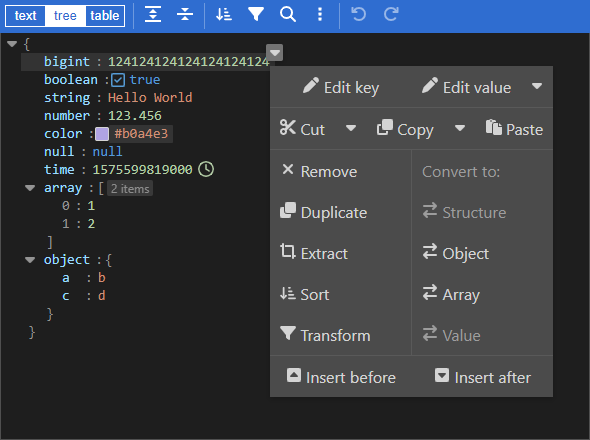 text tree table
{
bigint : 124124124124124124124
boolean : true
string : Hello World
number : 123.456
color : #b0a4e3
null : null
time : 1575599819000
array : [ 2 items
0 : 1
1 : 2
]
object : {
a : b
c : d
}
}
Edit key Edit value
Cut Copy Paste
Remove Convert to:
Duplicate Structure
Extract Object
Sort Array
Transform Value
Insert before Insert after